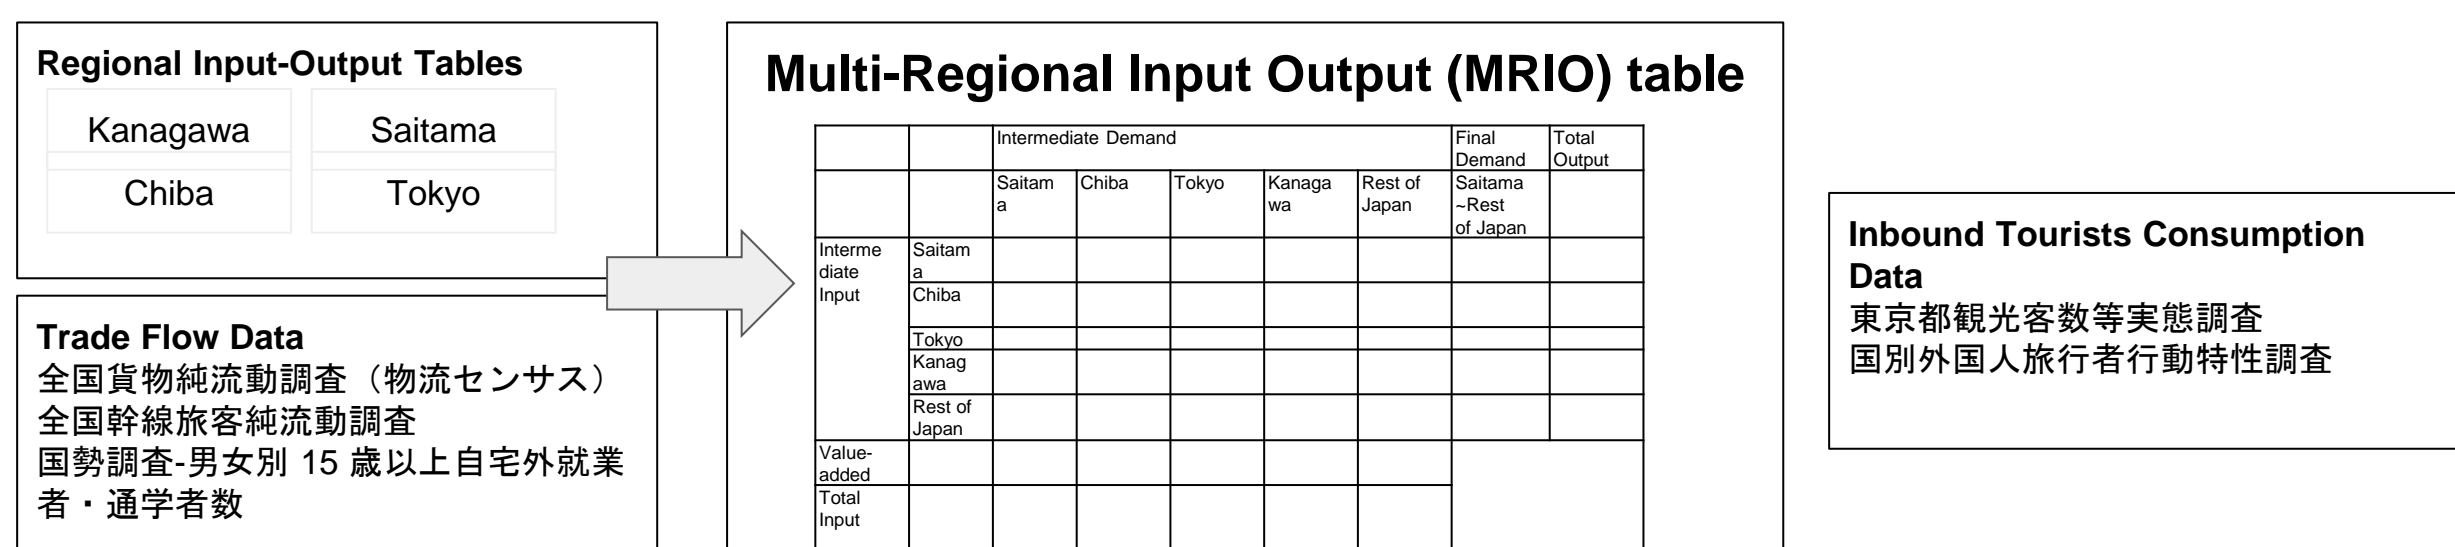 Regional Input-Output Tables
Kanagawa
Saitama
Chiba
Tokyo
Trade Flow Data
全国貨物純流動調査（物流センサス）
全国幹線旅客純流動調査
国勢調査-男女別 15 歳以上自宅外就業
者・通学者数
Multi-Regional Input Output (MRIO) table
Intermediate Demand
Final
Demand
Total
Output
Saitam
a
Chiba
Tokyo
Kanaga
wa
Rest of
Japan
Saitama
~Rest
of Japan
Interme
diate
Input
Saitam
a
Chiba
Tokyo
Kanag
awa
Rest of
Japan
Value-
added
Total
Input
Inbound Tourists Consumption
Data
東京都観光客数等実態調査
国別外国人旅行者行動特性調査